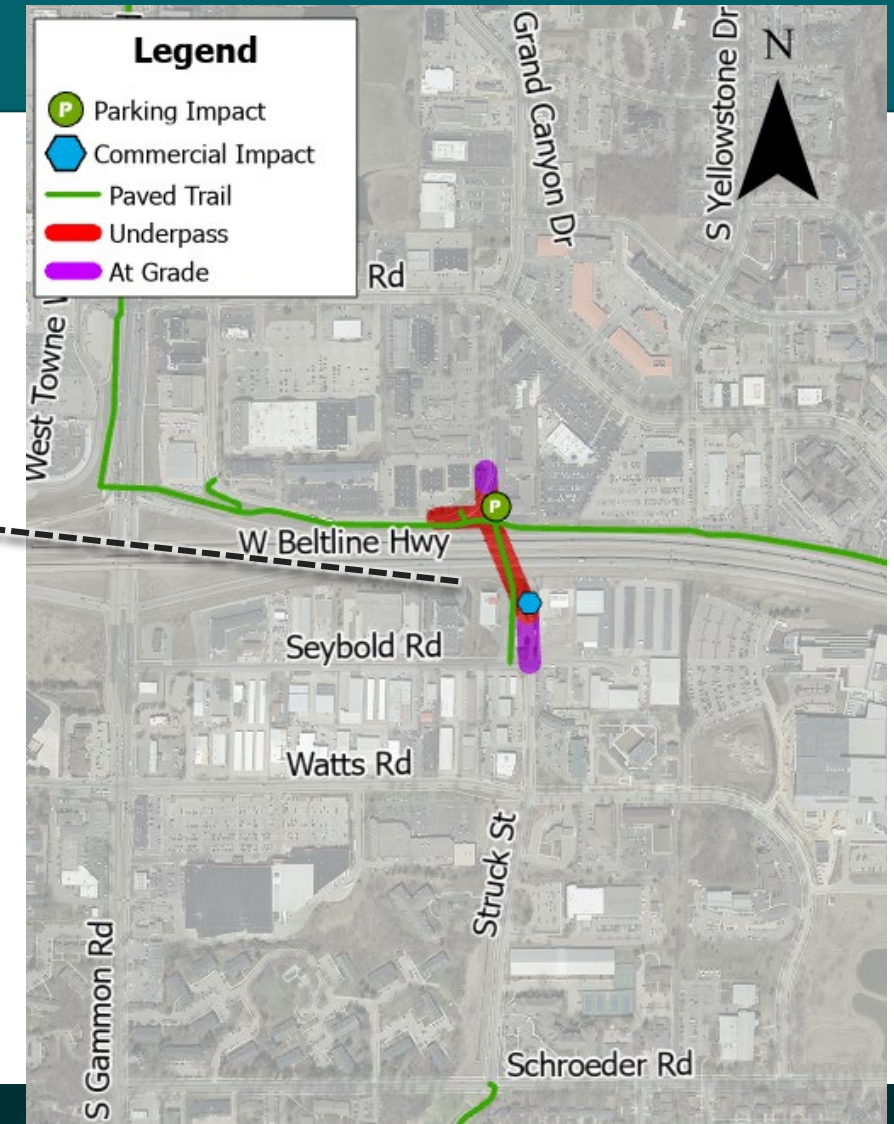 Legend
P Parking Impact
Commercial Impact
Paved Trail
Underpass
At Grade
Grand Canyon Dr
S Yellowstone Dr
N
Rd
West Towne
P
W Beltline Hwy
Seybold Rd
Watts Rd
Struck St
S Gammon Rd
Schroeder Rd